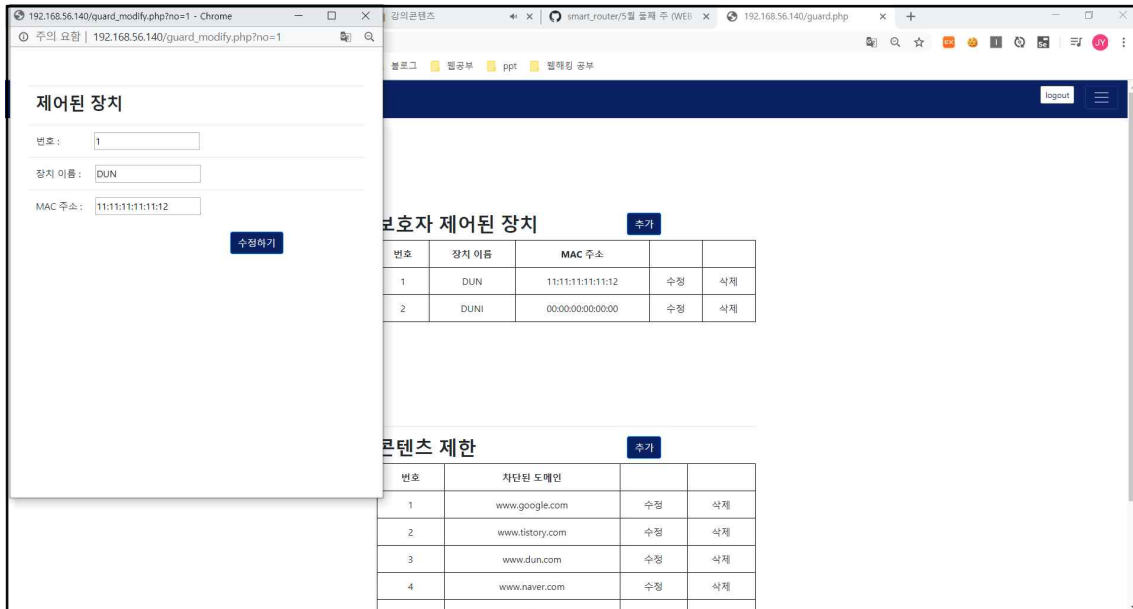 192.168.56.140/guard_modify.php?no=1 - Chrome
주의 요함 | 192.168.56.140/guard_modify.php?no=1
제어된 장치
번호 : 1
장치 이름 : DUN
MAC 주소 : 11:11:11:11:11:12
수정하기
강의콘텐츠
smart_router/5월 둘째 주 (WEB
192.168.56.140/guard.php
EX
Se
JY
블로그 웹공부 ppt 웹해킹 공부
logout
보호자 제어된 장치 추가
번호 장치 이름 MAC 주소
1 DUN 11:11:11:11:11:12 수정 삭제
2 DUNI 00:00:00:00:00:00 수정 삭제
콘텐츠 제한 추가
번호 차단된 도메인
1 www.google.com 수정 삭제
2 www.tistory.com 수정 삭제
3 www.dun.com 수정 삭제
4 www.naver.com 수정 삭제